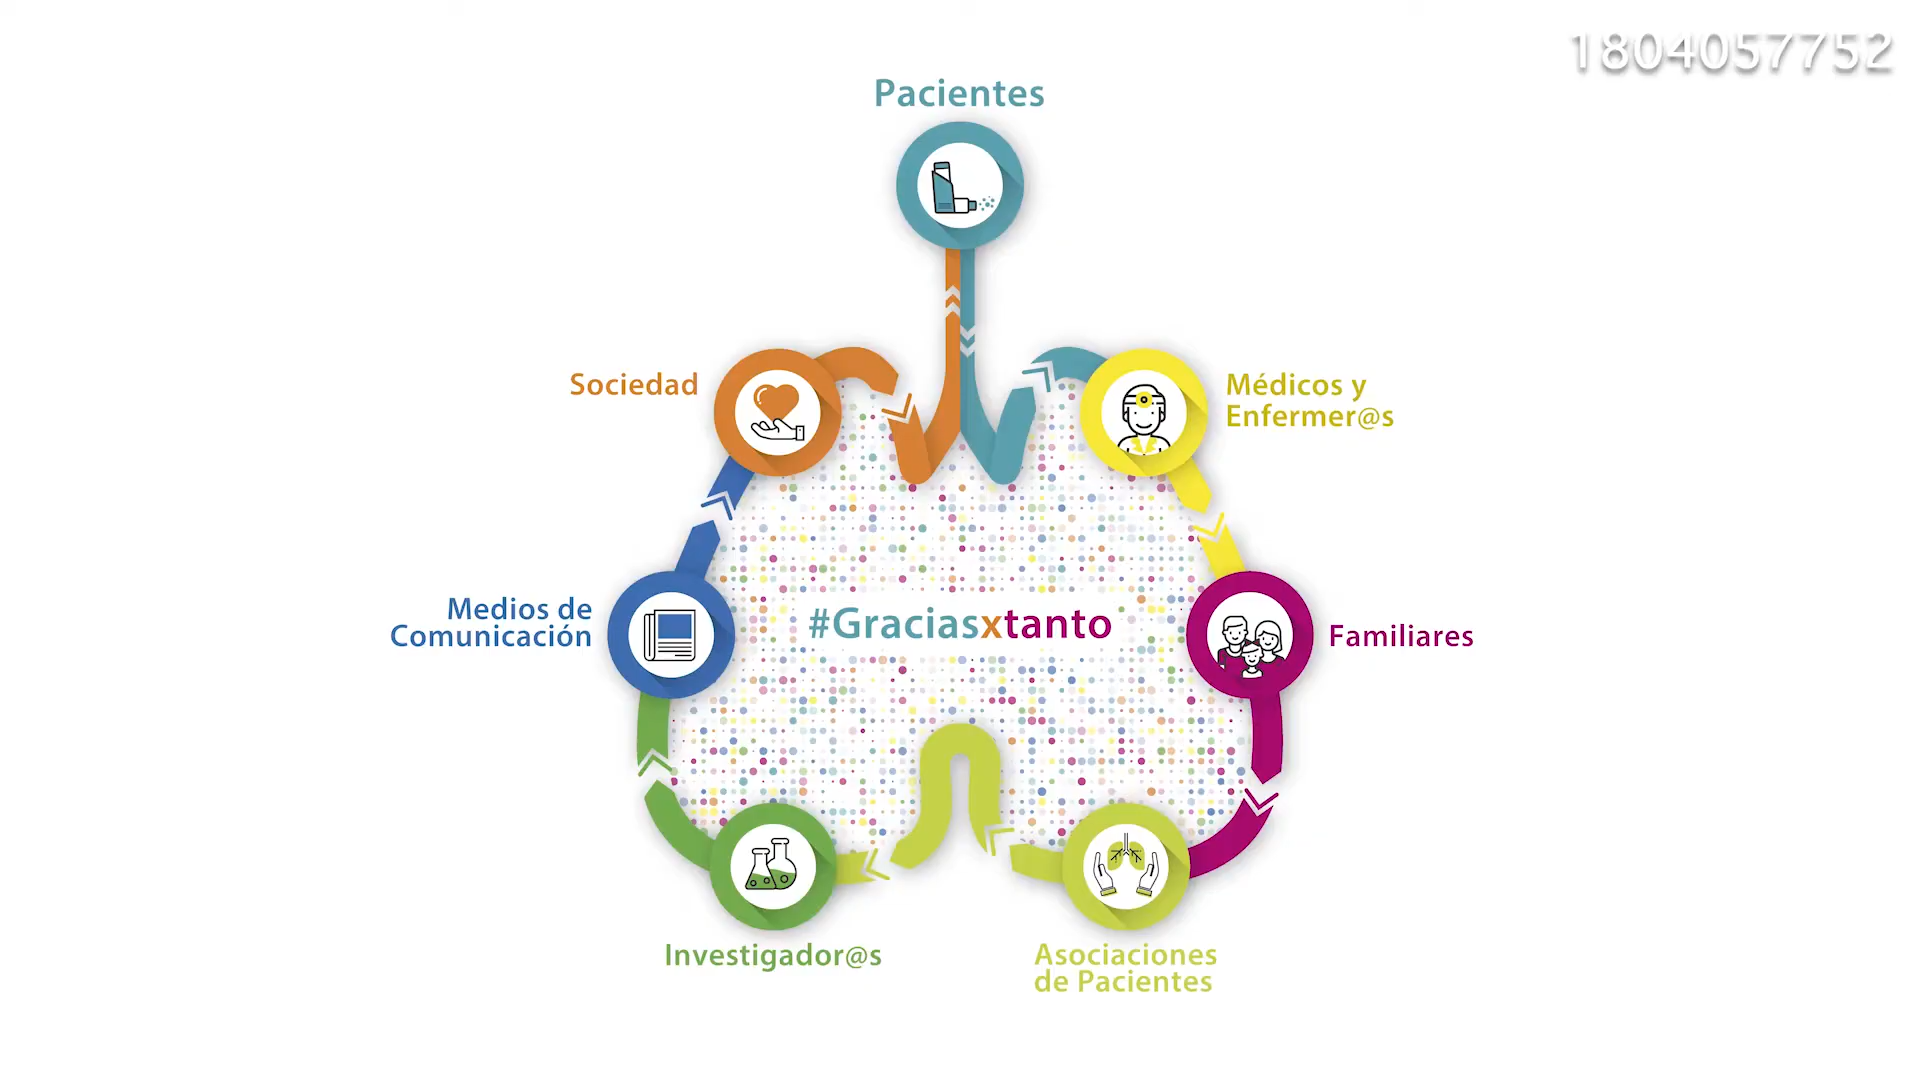 1804057752
Pacientes
Sociedad
Médicos y
Enfermer@s
Medios de
Comunicación
#Graciasxtanto
Familiares
Investigador@s
Asociaciones
de Pacientes